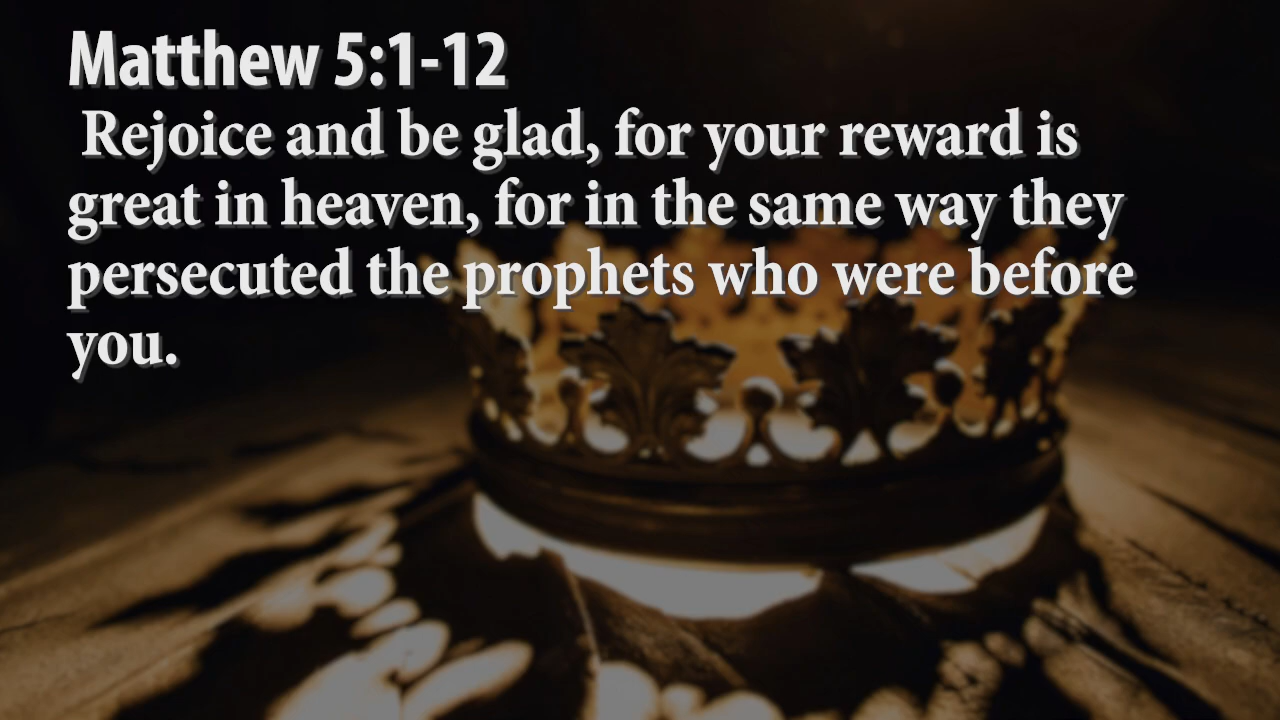 Matthew 5:1-12
Rejoice and be glad, for your reward is
great in heaven, for in the same way they
persecuted the prophets who were before
you.